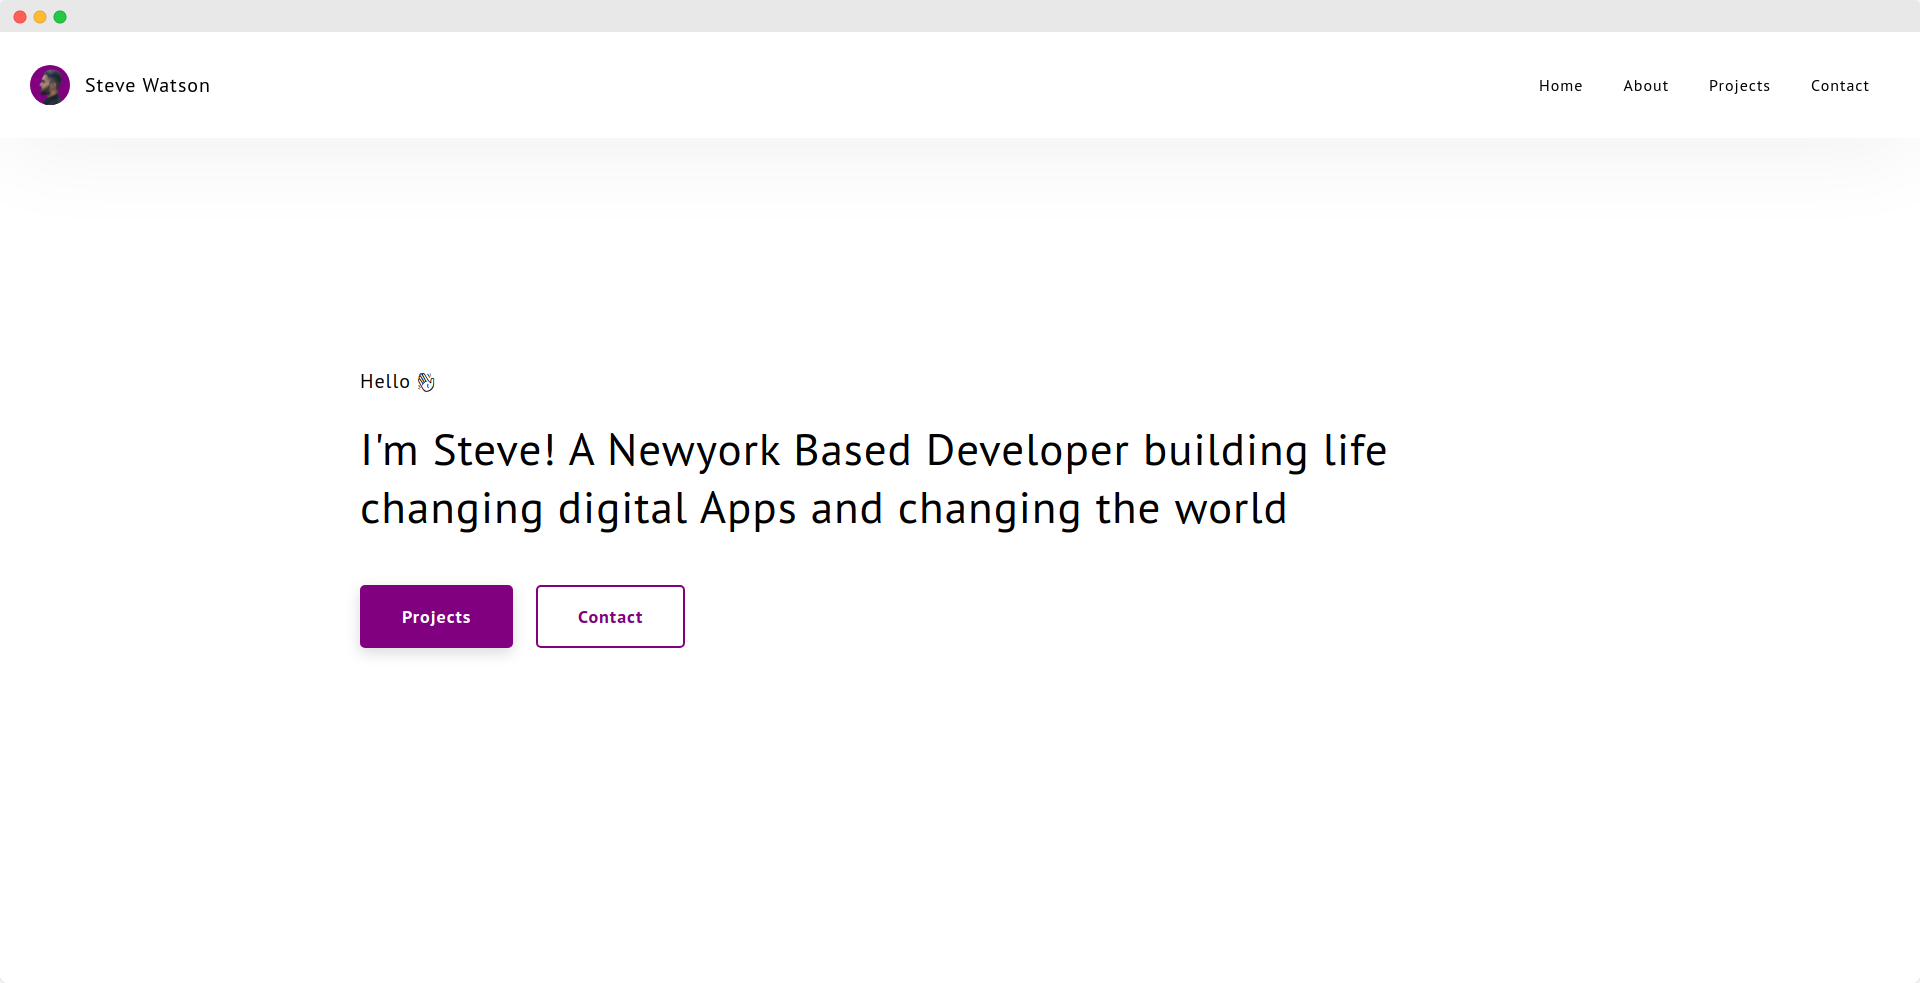 Steve Watson
Home About Projects Contact
Hello 👋
I'm Steve! A Newyork Based Developer building life
changing digital Apps and changing the world
Projects Contact